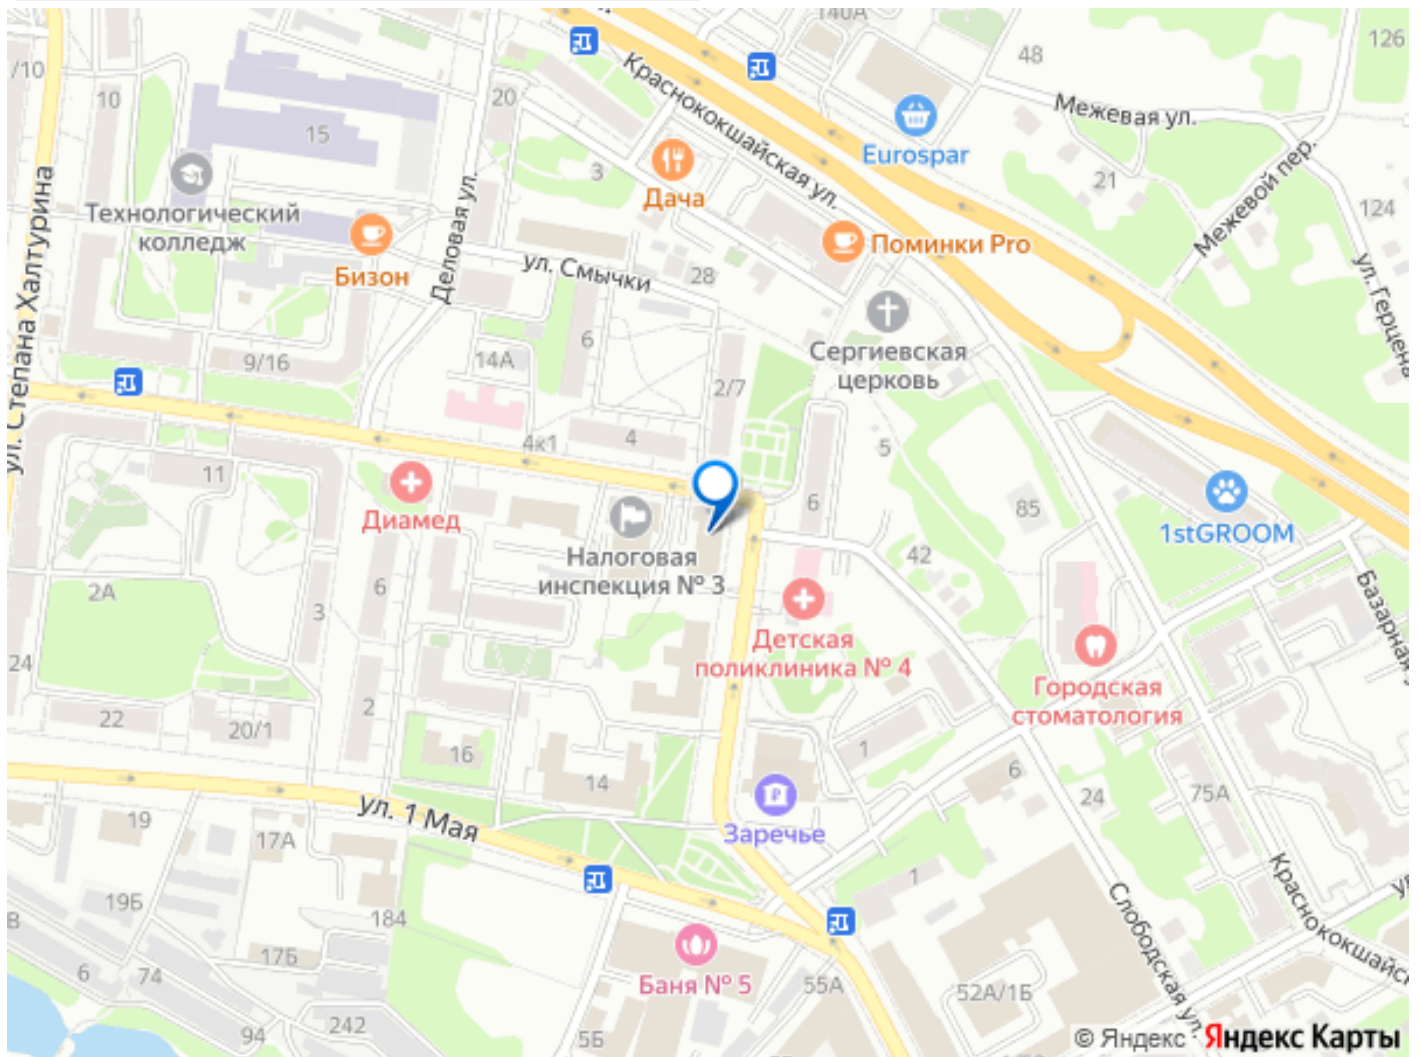 140А
126
/10
10
20
48
Краснококшайская ул.
Межевая ул.
15
Eurospar
Межевой пер.
3
21
Дача
Технологический
колледж
124
Деловая ул.
Поминки Pro
Бизон
ул. Смычки
28
ул. Герцена
ул. Степана Халтурина
6
14А
9/16
Сергиевская
церковь
2/7
4к1
4
5
11
6
85
Диамед
1stGROOM
Налоговая
инспекция № 3
42
2А
6
3
Базарная у
Детская
поликлиника № 4
24
Городская
стоматология
22
20/1
2
1
16
14
6
24
75А
19
17А
ул. 1 Мая
Заречье
1
Краснококшайс
19Б
184
Слободская ул.
17Б
6
74
Баня № 5
55А
52А/1Б
94
242
5Б
© Яндекс Яндекс Карты